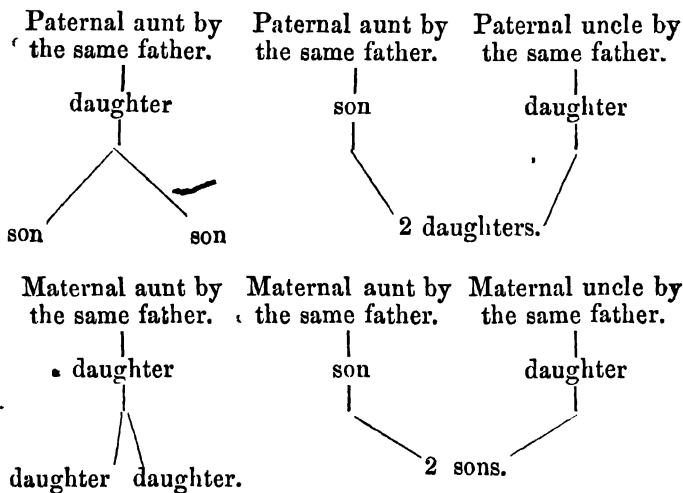 Paternal aunt by Paternal aunt by Paternal uncle by
the same father. the same father. the same father.
daughter son daughter
son son 2 daughters.
Maternal aunt by Maternal aunt by Maternal uncle by
the same father. the same father. the same father.
daughter son daughter
daughter daughter. 2 sons.